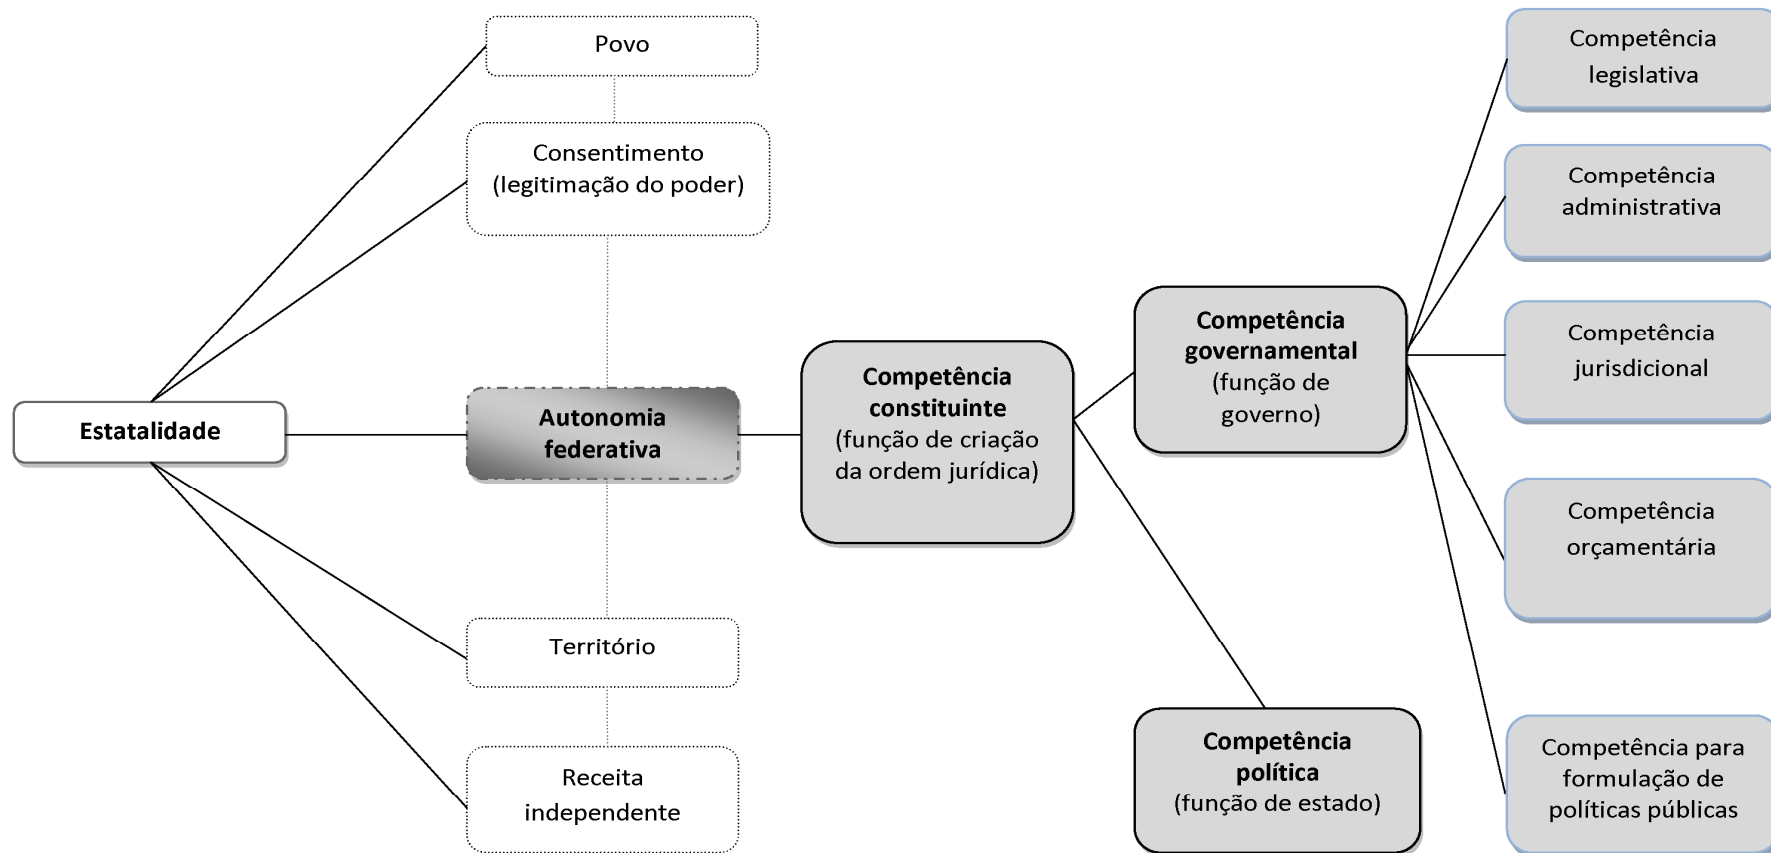 Estatalidade
Povo
Consentimento
(legitimação do poder)
Autonomia
federativa
Território
Receita
independente
Competência
constituinte
(função de criação
da ordem jurídica)
Competência
governamental
(função de
governo)
Competência
política
(função de estado)
Competência
legislativa
Competência
administrativa
Competência
jurisdicional
Competência
orçamentária
Competência para
formulação de
políticas públicas